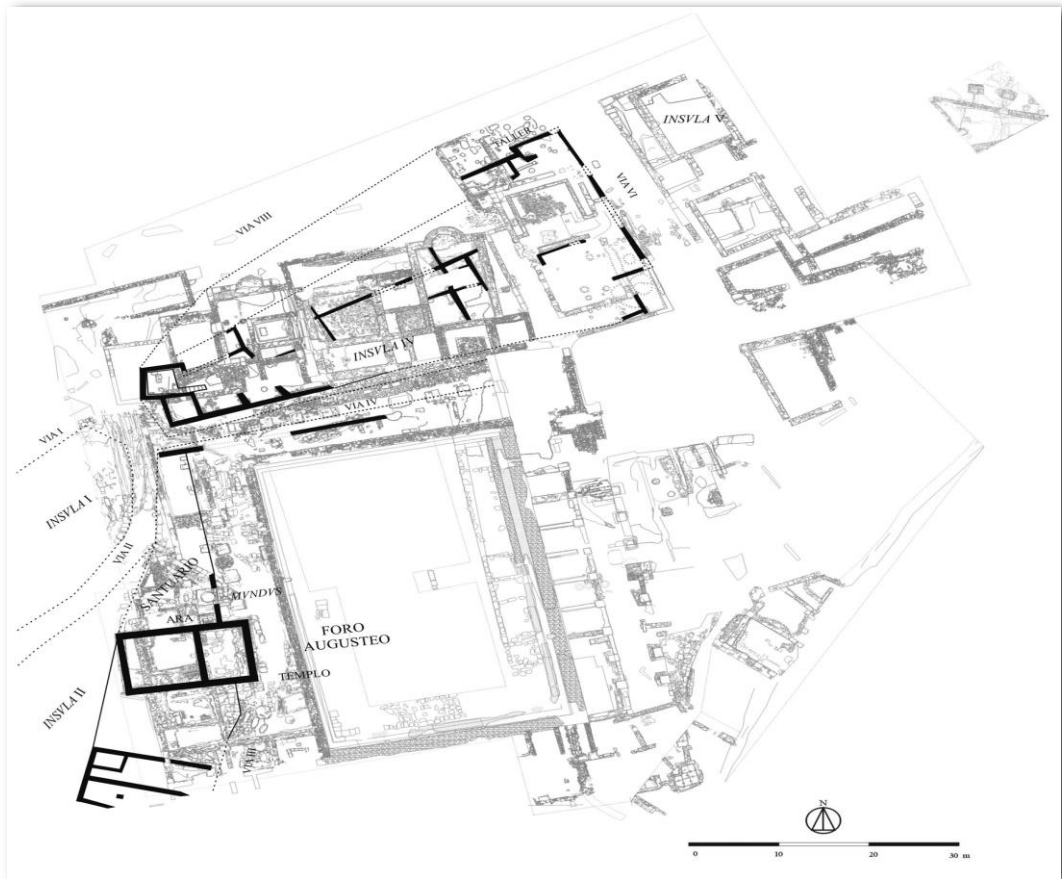 INSVLA V
TALLER
VIA VI
VIA VIII
INSVLA IV
VIA IV
VIA I
INSVLA I
VIA II
SANTUARIO
MVNDVS
ARA
FORO
AUGUSTEO
TEMPLO
INSVLA II
VIA III
N
0 10 20 30 m